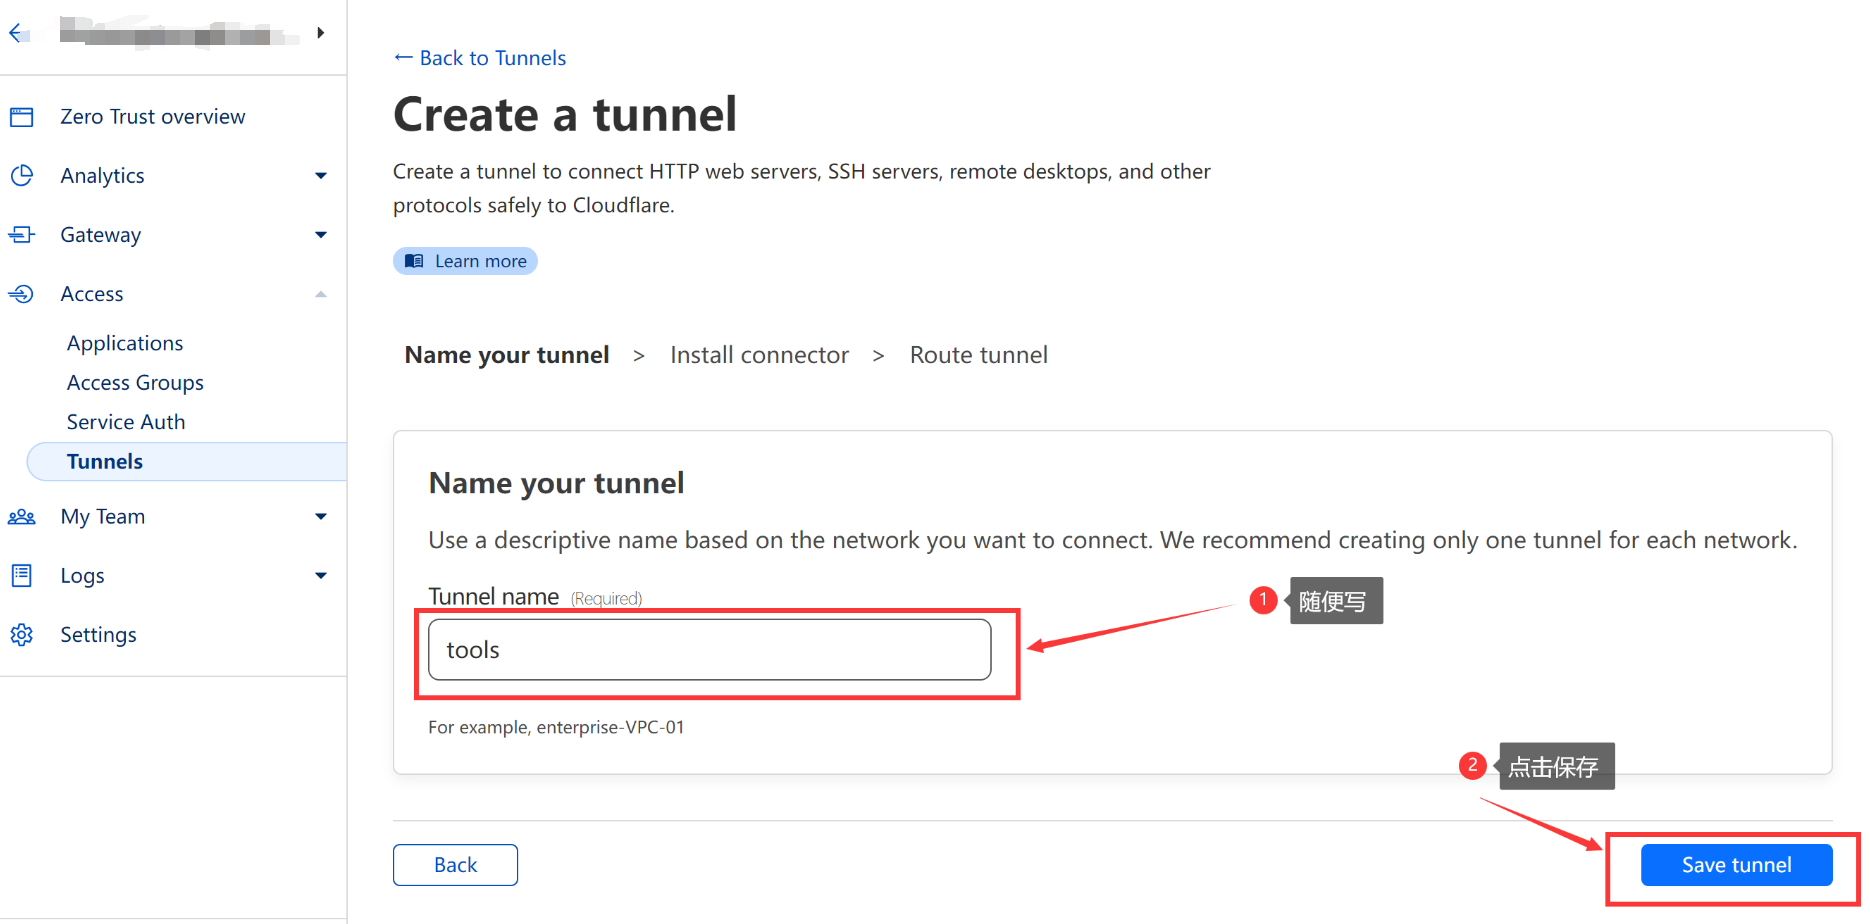 Zero Trust overview
Analytics
Gateway
Access
Applications
Access Groups
Service Auth
Tunnels
My Team
Logs
Settings
← Back to Tunnels
Create a tunnel
Create a tunnel to connect HTTP web servers, SSH servers, remote desktops, and other
protocols safely to Cloudflare.
Learn more
Name your tunnel > Install connector > Route tunnel
Name your tunnel
Use a descriptive name based on the network you want to connect. We recommend creating only one tunnel for each network.
Tunnel name (Required)
1 随便写
tools
For example, enterprise-VPC-01
2 点击保存
Back
Save tunnel